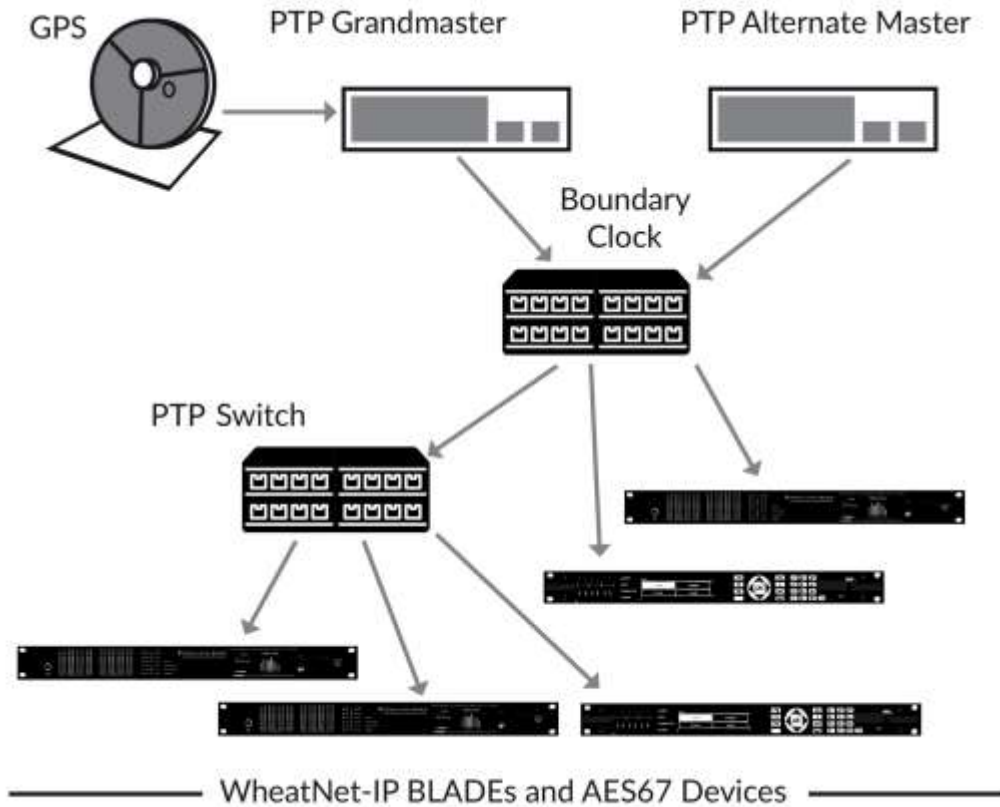 GPS
PTP Grandmaster
PTP Alternate Master
Boundary
Clock
PTP Switch
WheatNet-IP BLADEs and AES67 Devices